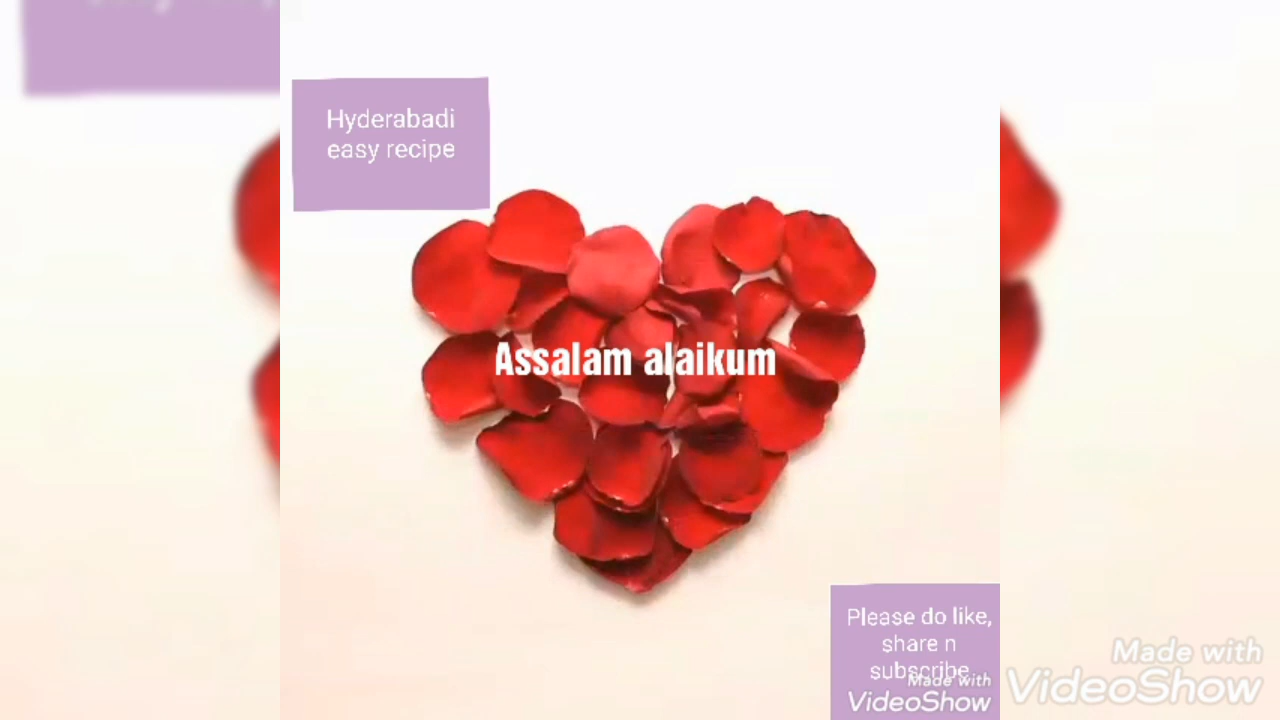 Hyderabadi
easy recipe
Assalam alaikum
Please do like,
share n
subscribe
Made with
VideoShow
Made with
VideoShow